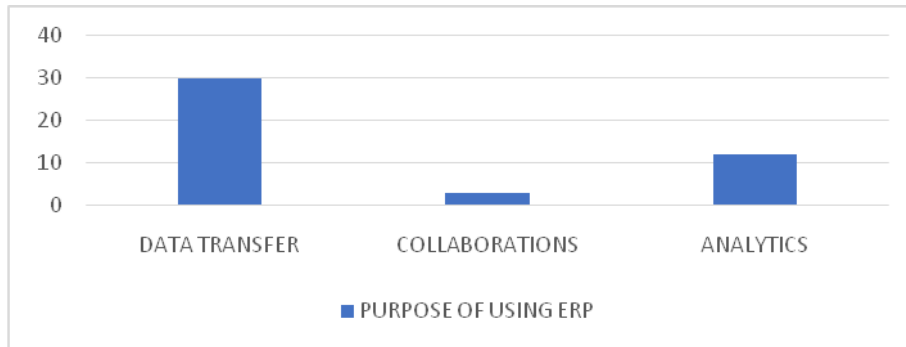 40
30
20
10
0
DATA TRANSFER COLLABORATIONS ANALYTICS
PURPOSE OF USING ERP